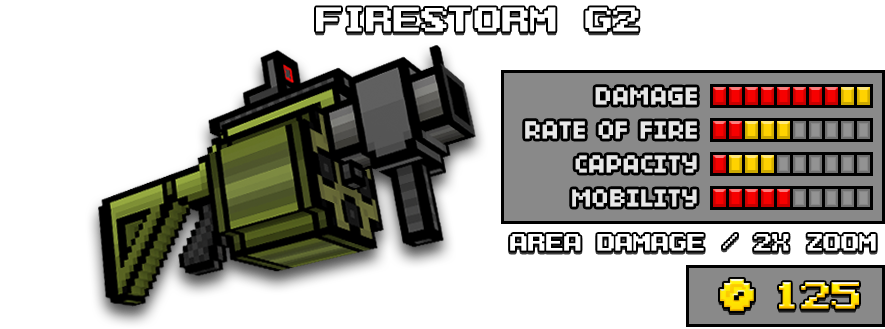 FIRESTORM G2
DAMAGE
RATE OF FIRE
CAPACITY
MOBILITY
AREA DAMAGE / 2X ZOOM
125